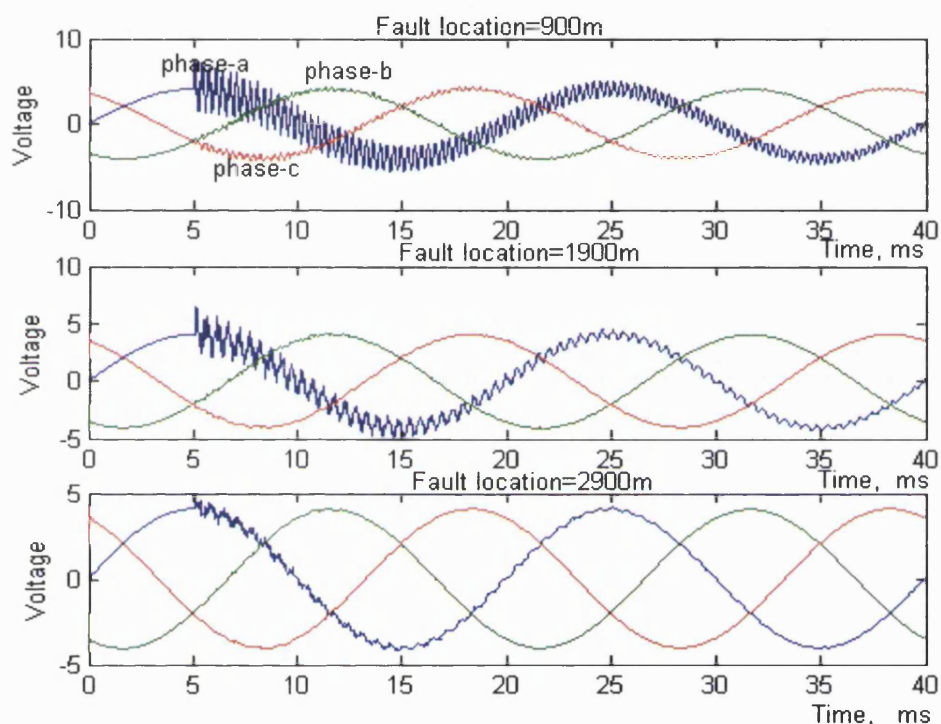 Fault location=900m
10
phase-a
phase-b
0
Voltage
phase-c
-10
0 5 10 15 20 25 30 35 40
Time, ms
Fault location=1900m
10
5
Voltage
0
-5
0 5 10 15 20 25 30 35 40
Time, ms
Fault location=2900m
5
Voltage
0
-5
0 5 10 15 20 25 30 35 40
Time, ms